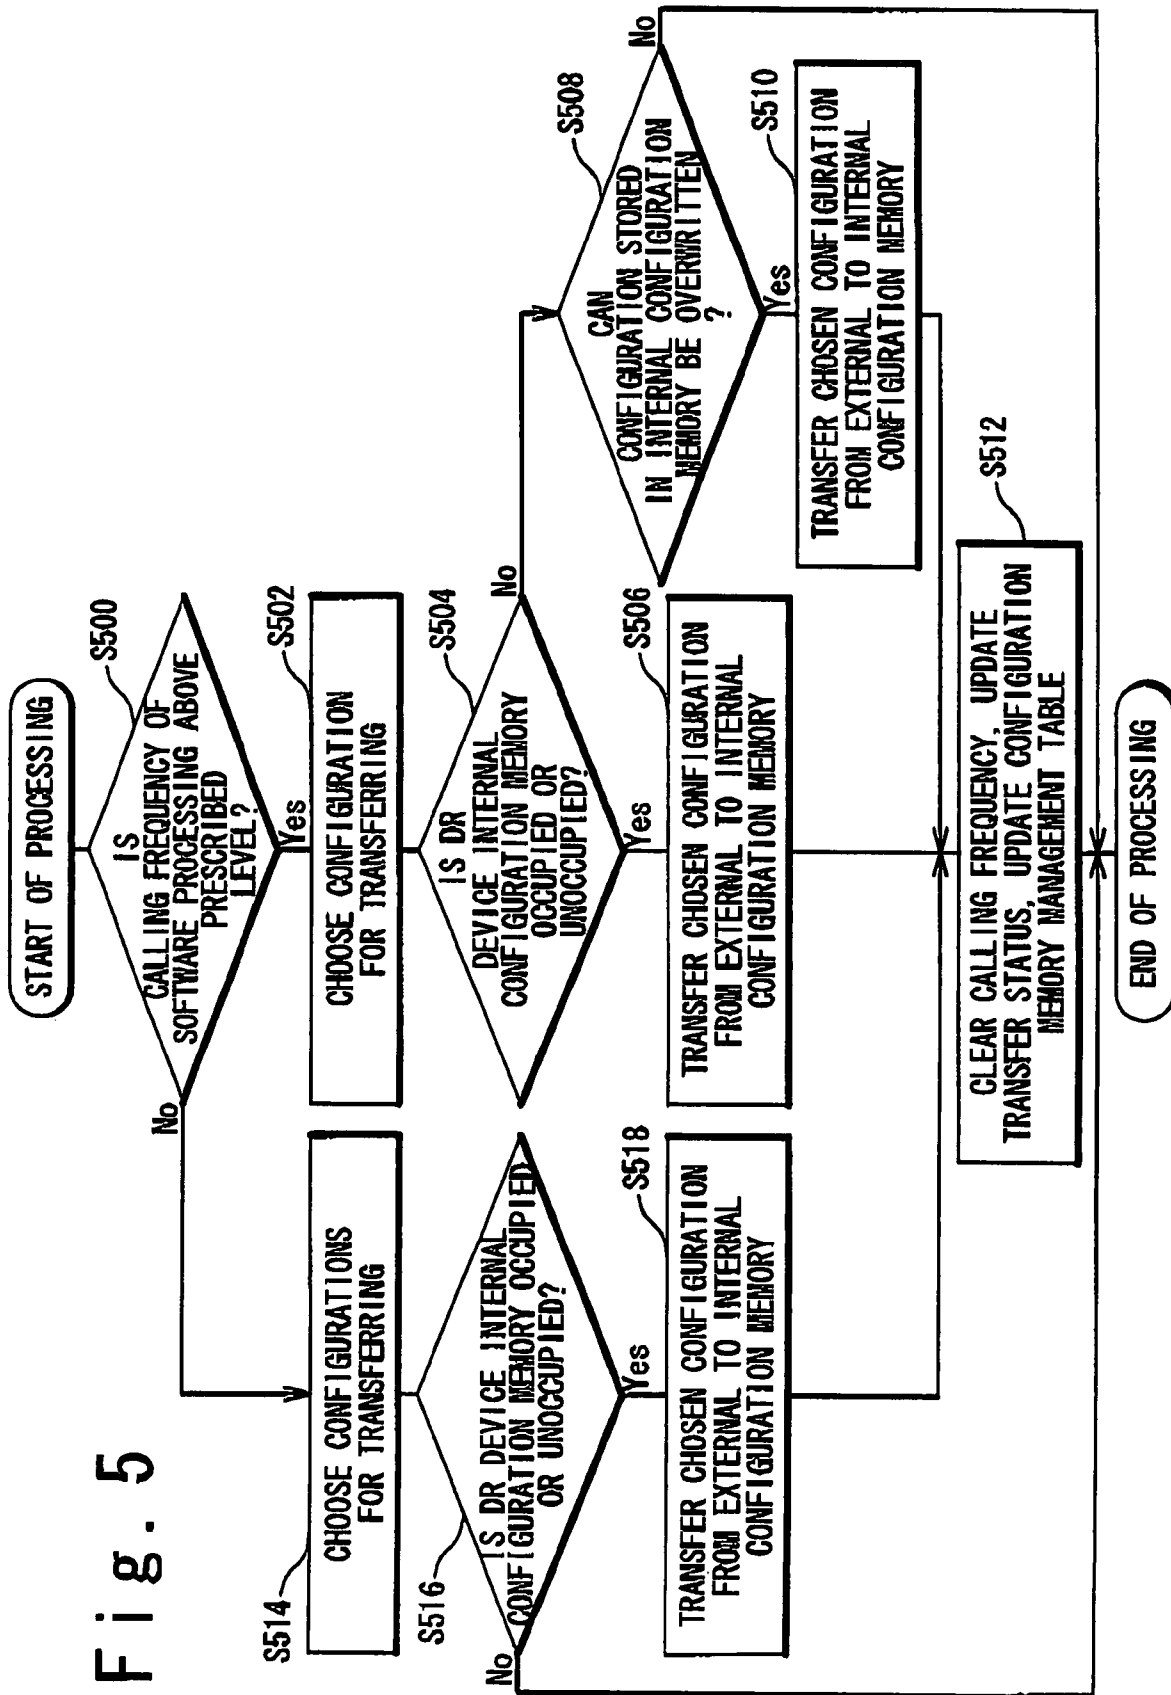 Fig. 5
START OF PROCESSING
S500
IS
CALLING FREQUENCY OF
SOFTWARE PROCESSING ABOVE
PRESCRIBED
LEVEL?
No
Yes
S502
CHOOSE CONFIGURATION
FOR TRANSFERRING
S504
IS DR
DEVICE INTERNAL
CONFIGURATION MEMORY
OCCUPIED OR
UNOCCUPIED?
No
Yes
S506
TRANSFER CHOSEN CONFIGURATION
FROM EXTERNAL TO INTERNAL
CONFIGURATION MEMORY
S508
CAN
CONFIGURATION STORED
IN INTERNAL CONFIGURATION
MEMORY BE OVERWRITTEN
?
No
Yes
S510
TRANSFER CHOSEN CONFIGURATION
FROM EXTERNAL TO INTERNAL
CONFIGURATION MEMORY
S514
CHOOSE CONFIGURATIONS
FOR TRANSFERRING
S516
IS DR DEVICE INTERNAL
CONFIGURATION MEMORY OCCUPIED
OR UNOCCUPIED?
No
Yes
S518
TRANSFER CHOSEN CONFIGURATION
FROM EXTERNAL TO INTERNAL
CONFIGURATION MEMORY
S512
CLEAR CALLING FREQUENCY, UPDATE
TRANSFER STATUS, UPDATE CONFIGURATION
MEMORY MANAGEMENT TABLE
END OF PROCESSING